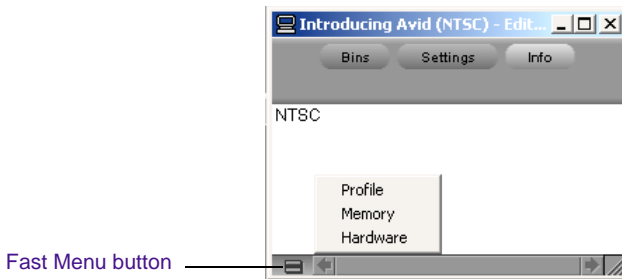 Introducing Avid (NTSC) - Edit...
Bins Settings Info
NTSC
Profile
Memory
Hardware
Fast Menu button